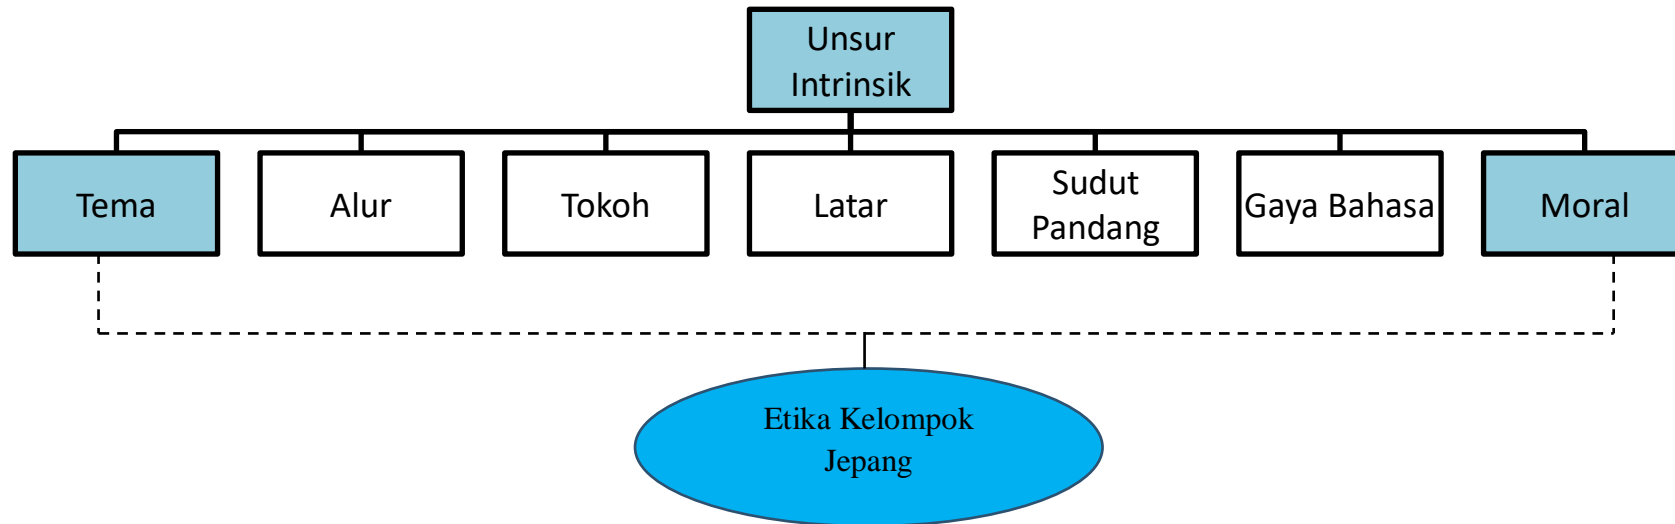 Unsur
Intrinsik
Tema
Alur
Tokoh
Latar
Sudut
Pandang
Gaya Bahasa
Moral
Etika Kelompok
Jepang